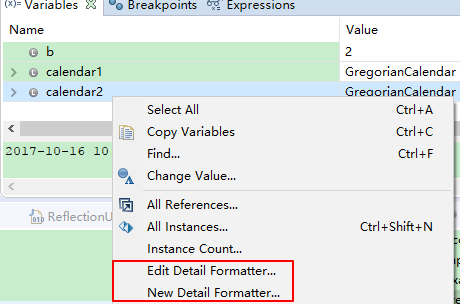 (x)= Variables Breakpoints Expressions
Name Value
b 2
calendar1 GregorianCalendar
calendar2 GregorianCalendar
Select All Ctrl+A
Copy Variables Ctrl+C
Find... Ctrl+F
Change Value...
2017-10-16 10
All References...
All Instances... Ctrl+Shift+N
Instance Count...
Edit Detail Formatter...
New Detail Formatter...
ReflectionU